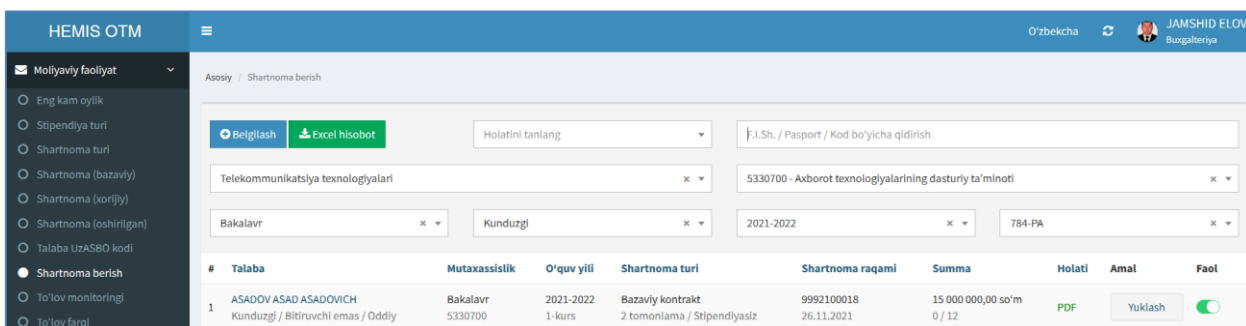 HEMIS OTM
O'zbekcha
JAMSHID ELOV
Buxgalteriya
Moliyaviy faoliyat
Eng kam oylik
Stipendiya turi
Shartnoma turi
Shartnoma (bazaviy)
Shartnoma (xorijiy)
Shartnoma (oshirilgan)
Talaba UzASBO kodi
Shartnoma berish
To'lov monitoringi
To'lov farqi
Asosiy / Shartnoma berish
Belgilash
Excel hisobot
Holatini tanlang
F.I.Sh. / Pasport / Kod bo'yicha qidirish
Telekommunikatsiya texnologiyalari
5330700 - Axborot texnologiyalarining dasturiy ta'minoti
Bakalavr
Kunduzgi
2021-2022
784-PA
# Talaba Mutaxassislik O'quv yili Shartnoma turi Shartnoma raqami Summa Holati Amal Faol
1 ASADOV ASAD ASADOVICH Bakalavr 2021-2022 Bazaviy kontrakt 9992100018 15 000 000,00 so'm PDF Yuklash
Kunduzgi / Bitiruvchi emas / Oddiy 5330700 1-kurs 2 tomonlama / Stipendiyasiz 26.11.2021 0 / 12